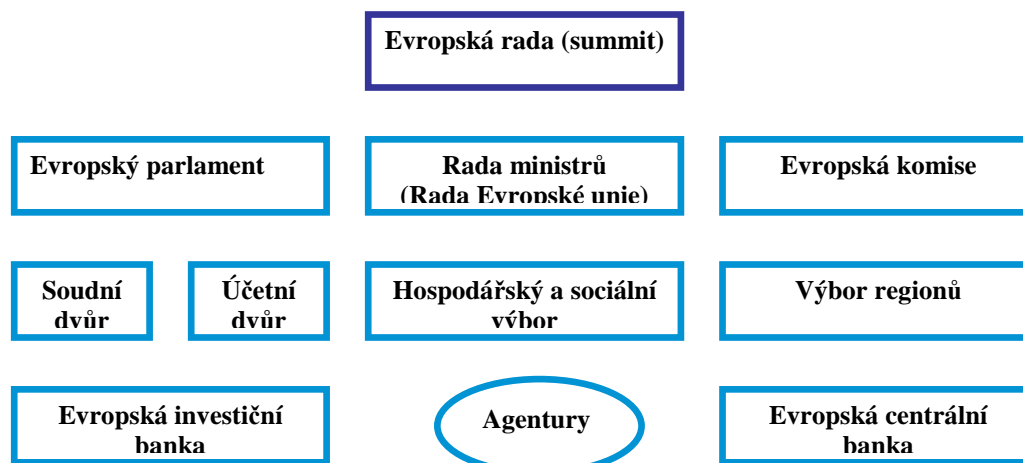 Evropská rada (summit)
Evropský parlament
Rada ministrů
(Rada Evropské unie)
Evropská komise
Soudní
dvůr
Účetní
dvůr
Hospodářský a sociální
výbor
Výbor regionů
Evropská investiční
banka
Agentury
Evropská centrální
banka